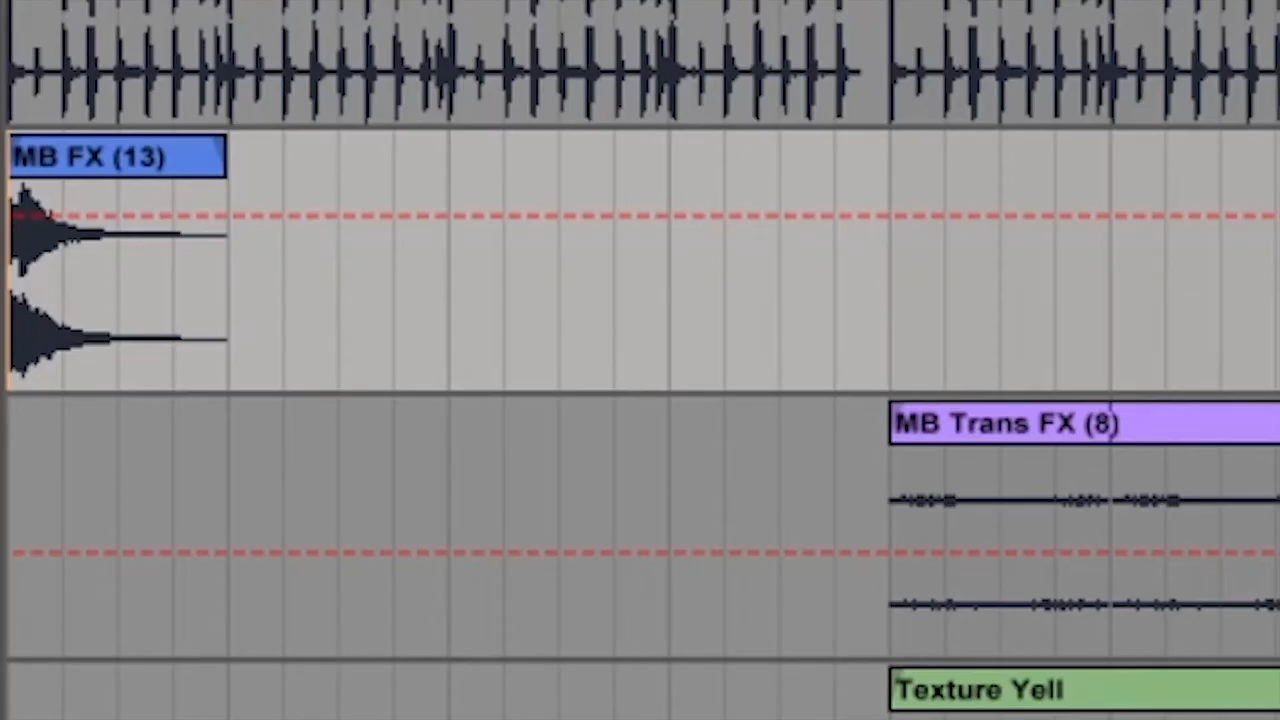 MB FX (13)
MB Trans FX (8)
Texture Yell